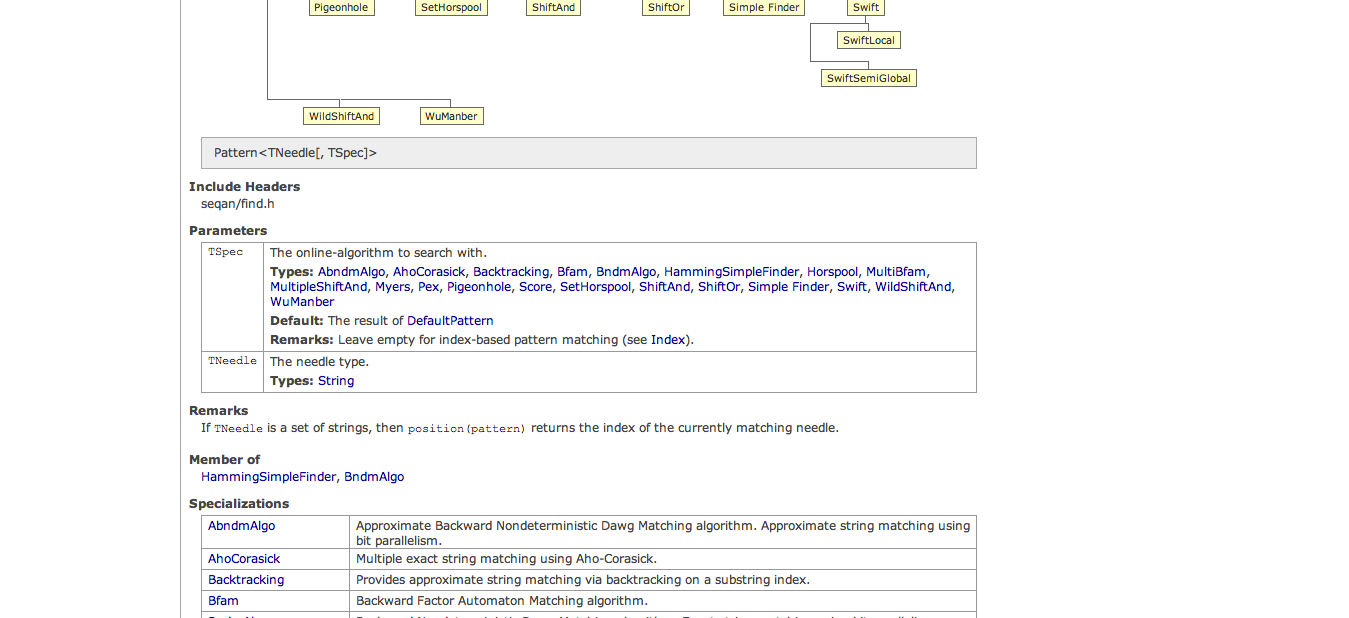 Pigeonhole SetHorspool ShiftAnd ShiftOr Simple Finder Swift
SwiftLocal
SwiftSemiGlobal
WildShiftAnd WuManber
Pattern<TNeedle[, TSpec]>
Include Headers
seqan/find.h
Parameters
TSpec The online-algorithm to search with.
Types: AbndmAlgo, AhoCorasick, Backtracking, Bfam, BndmAlgo, HammingSimpleFinder, Horspool, MultiBfam,
MultipleShiftAnd, Myers, Pex, Pigeonhole, Score, SetHorspool, ShiftAnd, ShiftOr, Simple Finder, Swift, WildShiftAnd,
WuManber
Default: The result of DefaultPattern
Remarks: Leave empty for index-based pattern matching (see Index).
TNeedle The needle type.
Types: String
Remarks
If TNeedle is a set of strings, then position(pattern) returns the index of the currently matching needle.
Member of
HammingSimpleFinder, BndmAlgo
Specializations
AbndmAlgo Approximate Backward Nondeterministic Dawg Matching algorithm. Approximate string matching using
bit parallelism.
AhoCorasick Multiple exact string matching using Aho-Corasick.
Backtracking Provides approximate string matching via backtracking on a substring index.
Bfam Backward Factor Automaton Matching algorithm.